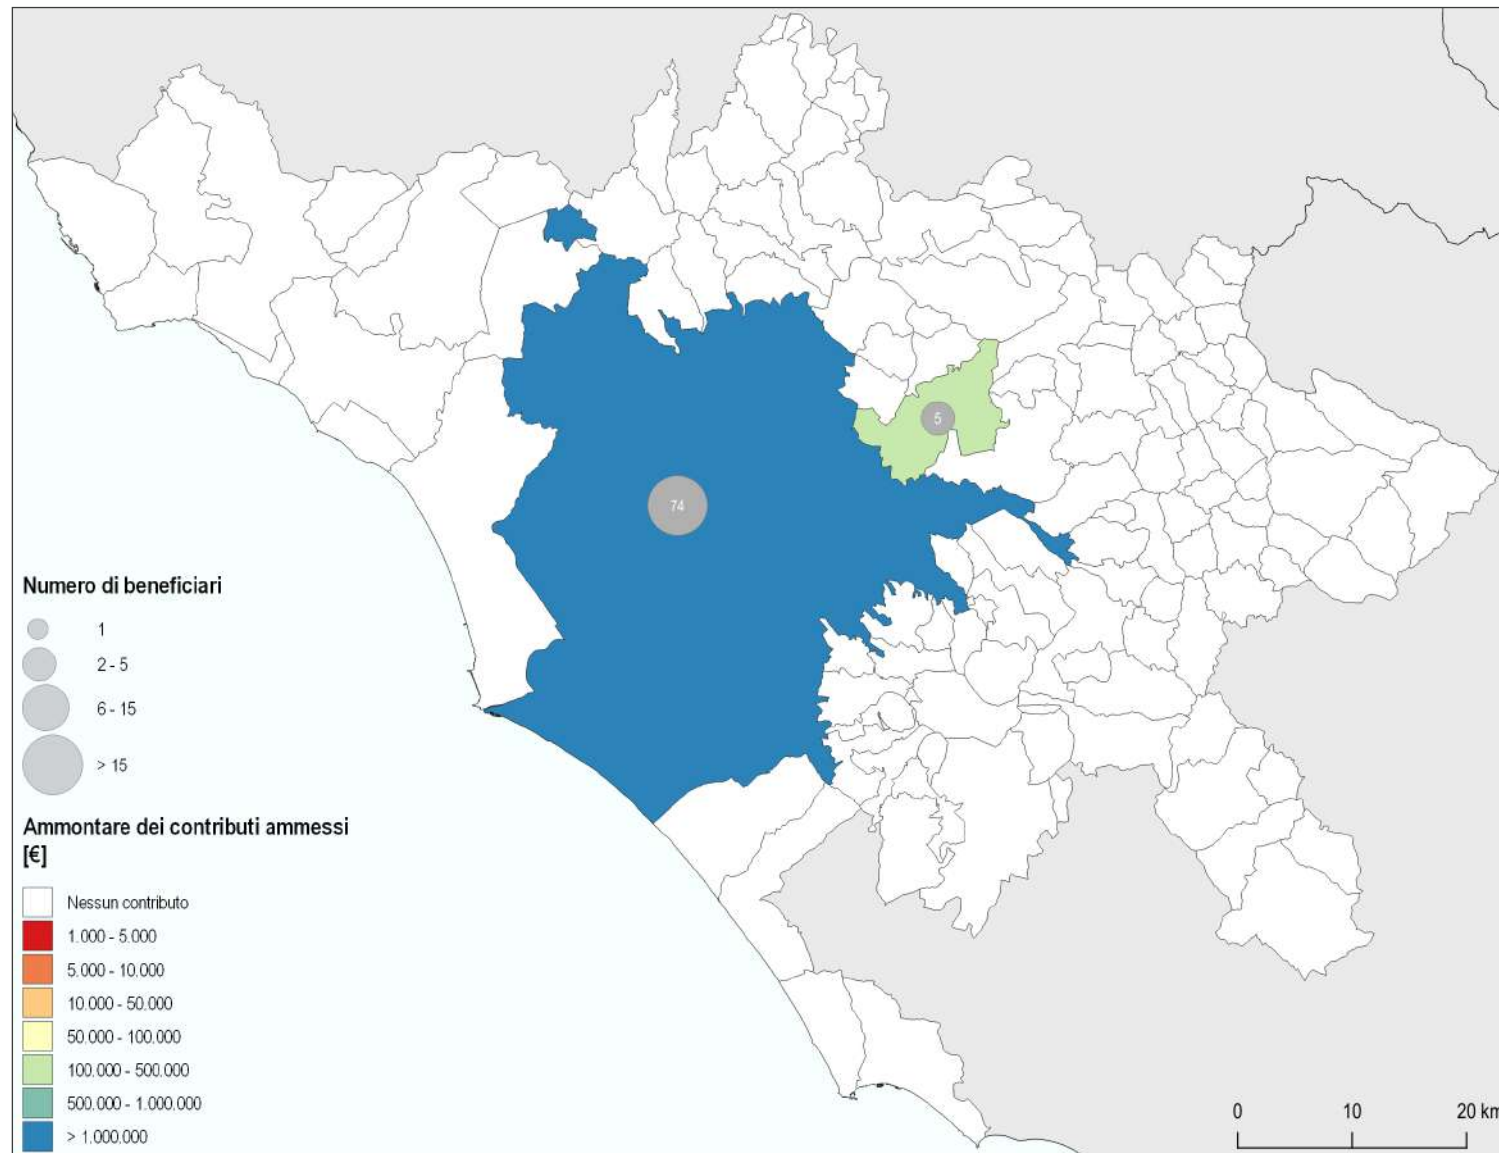 5
74
Numero di beneficiari
1
2 - 5
6 - 15
> 15
Ammontare dei contributi ammessi
[€]
Nessun contributo
1.000 - 5.000
5.000 - 10.000
10.000 - 50.000
50.000 - 100.000
100.000 - 500.000
500.000 - 1.000.000
> 1.000.000
0 10 20 km